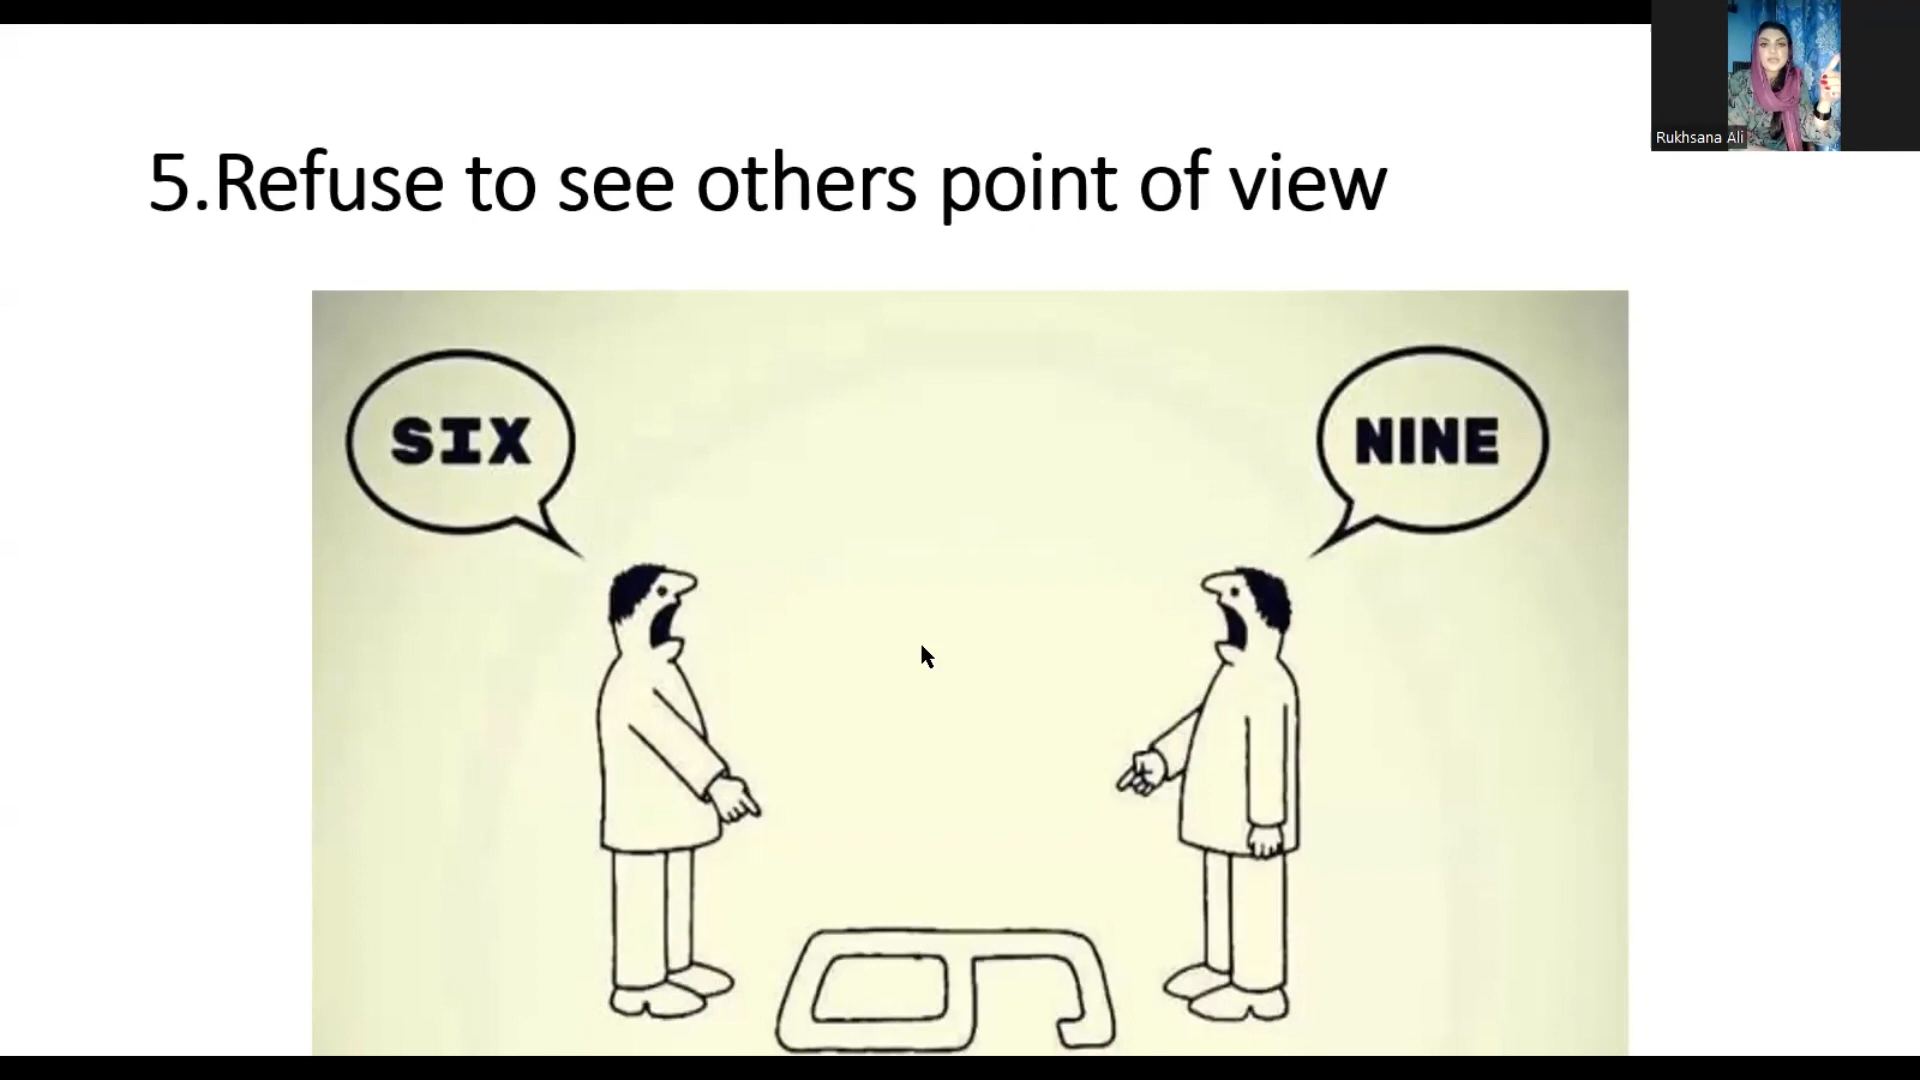 Rukhsana Ali
5.Refuse to see others point of view
SIX
NINE